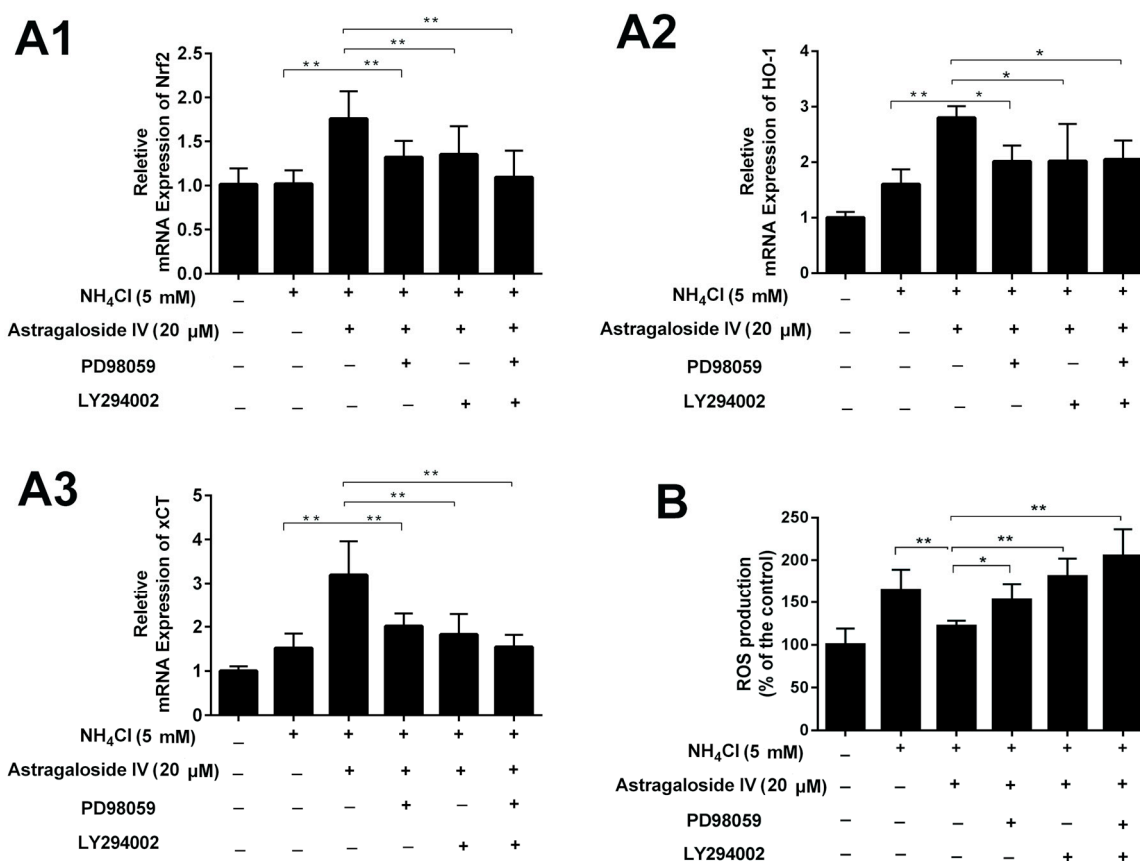 A1
Reletive
mRNA Expression of Nrf2
2.5
2.0
1.5
1.0
0.5
0.0
** **
**
**
NH₄Cl (5 mM) – + + + + +
Astragaloside IV (20 µM) – – + + + +
PD98059 – – – + – +
LY294002 – – – – + +
A2
Reletive
mRNA Expression of HO-1
4
3
2
1
0
** *
*
*
NH₄Cl (5 mM) – + + + + +
Astragaloside IV (20 µM) – – + + + +
PD98059 – – – + – +
LY294002 – – – – + +
A3
Reletive
mRNA Expression of xCT
5
4
3
2
1
0
** **
**
**
NH₄Cl (5 mM) – + + + + +
Astragaloside IV (20 µM) – – + + + +
PD98059 – – – + – +
LY294002 – – – – + +
B
ROS production
(% of the control)
250
200
150
100
50
0
**
*
**
**
NH₄Cl (5 mM) – + + + + +
Astragaloside IV (20 µM) – – + + + +
PD98059 – – – + – +
LY294002 – – – – + +